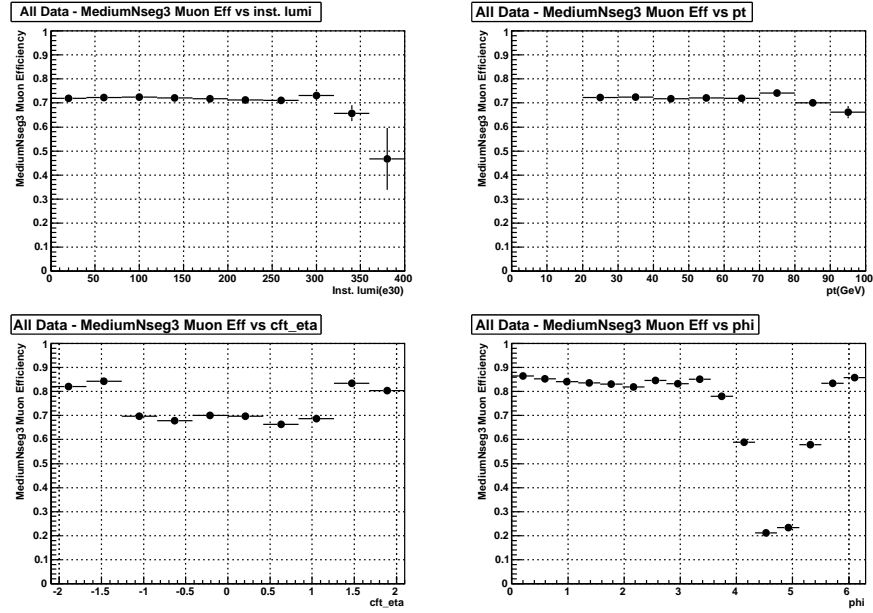 All Data - MediumNseg3 Muon Eff vs inst. lumi
MediumNseg3 Muon Efficiency
1
0.9
0.8
0.7
0.6
0.5
0.4
0.3
0.2
0.1
0
0 50 100 150 200 250 300 350 400
Inst. lumi(e30)
All Data - MediumNseg3 Muon Eff vs pt
MediumNseg3 Muon Efficiency
1
0.9
0.8
0.7
0.6
0.5
0.4
0.3
0.2
0.1
0
0 10 20 30 40 50 60 70 80 90 100
pt(GeV)
All Data - MediumNseg3 Muon Eff vs cft_eta
MediumNseg3 Muon Efficiency
1
0.9
0.8
0.7
0.6
0.5
0.4
0.3
0.2
0.1
0
-2 -1.5 -1 -0.5 0 0.5 1 1.5 2
cft_eta
All Data - MediumNseg3 Muon Eff vs phi
MediumNseg3 Muon Efficiency
1
0.9
0.8
0.7
0.6
0.5
0.4
0.3
0.2
0.1
0
0 1 2 3 4 5 6
phi